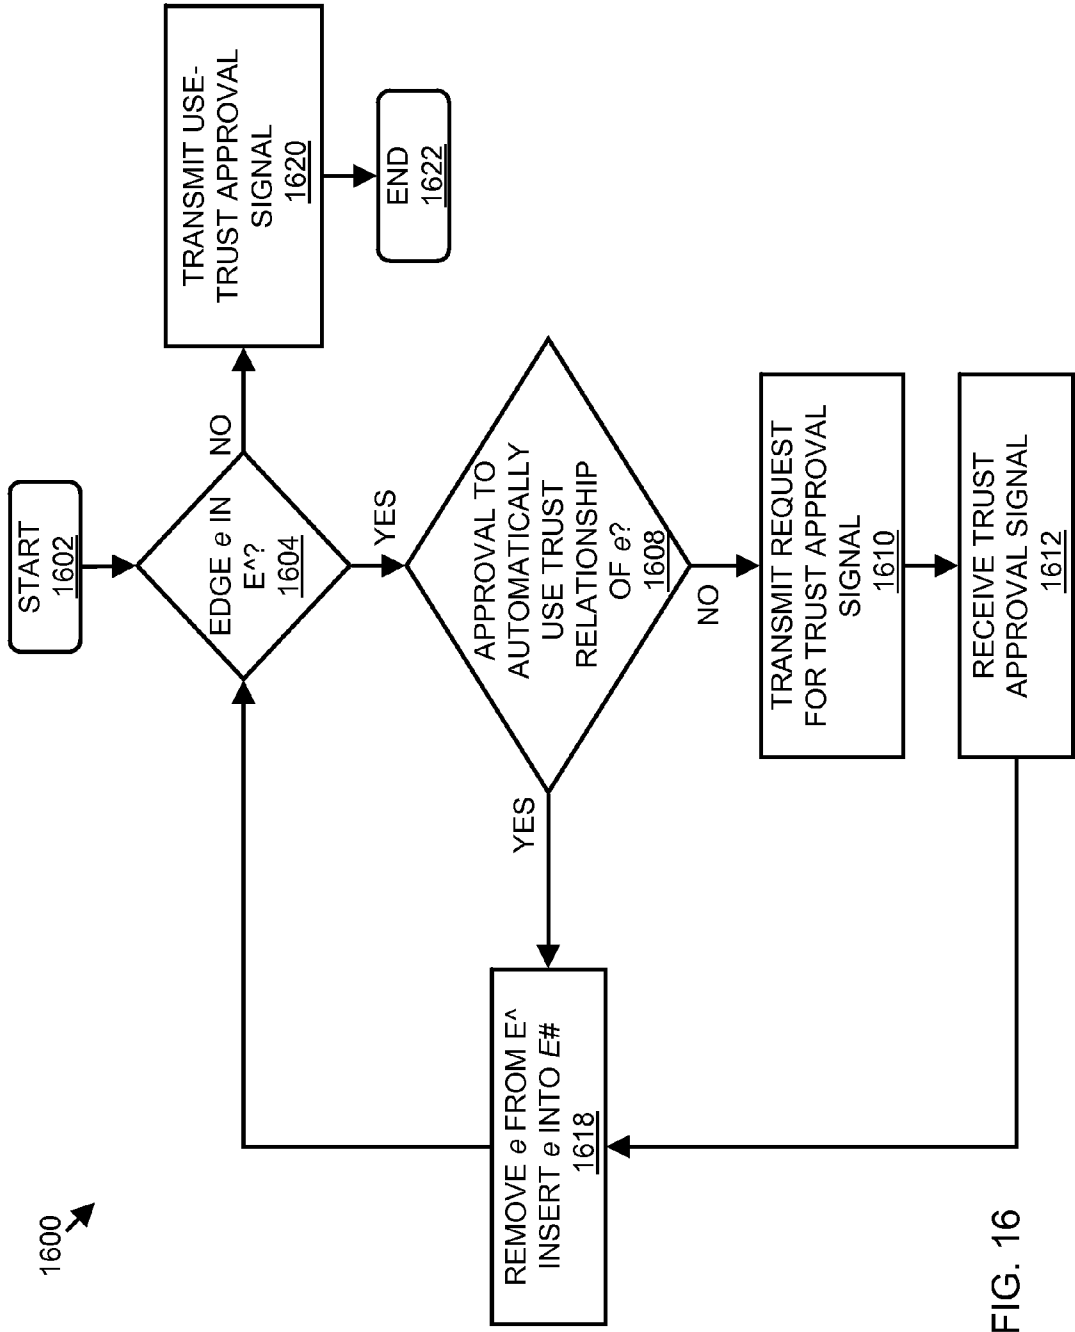 1600
START
1602
EDGE e IN
E^?
1604
NO
TRANSMIT USE-
TRUST APPROVAL
SIGNAL
1620
END
1622
YES
APPROVAL TO
AUTOMATICALLY
USE TRUST
RELATIONSHIP
OF e?
1608
YES
NO
REMOVE e FROM E^
INSERT e INTO E#
1618
TRANSMIT REQUEST
FOR TRUST APPROVAL
SIGNAL
1610
RECEIVE TRUST
APPROVAL SIGNAL
1612
FIG. 16